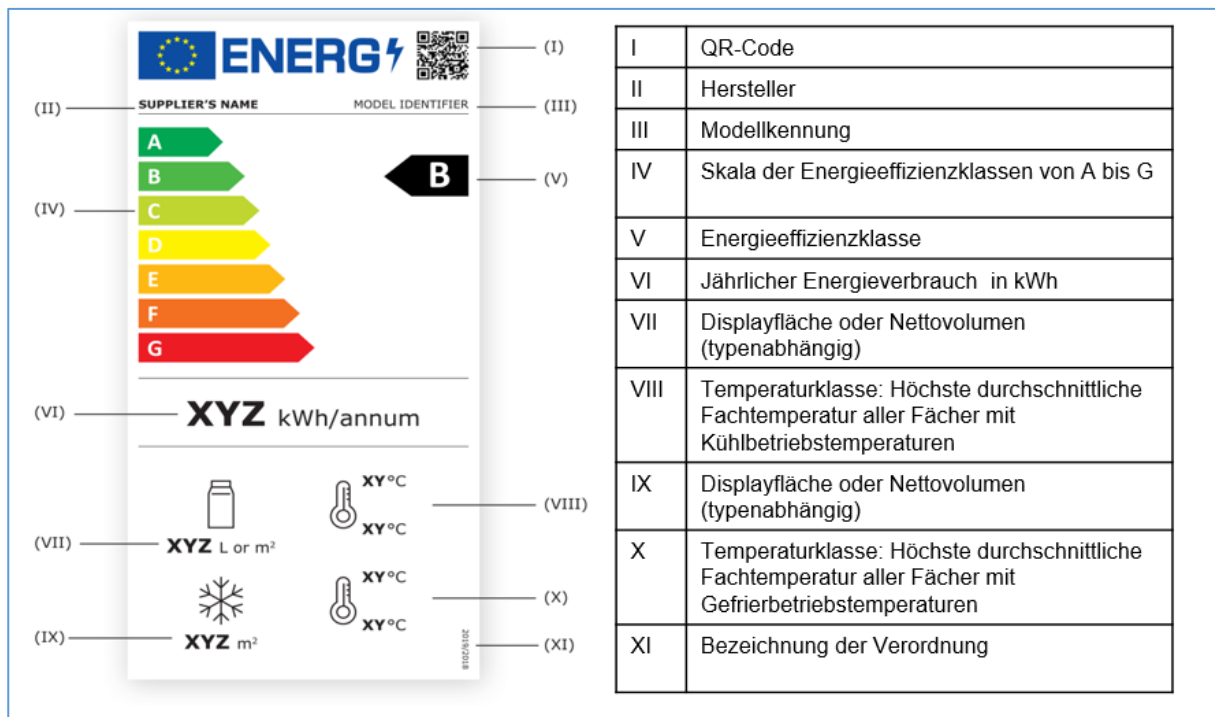 ENERG
(I)
(II)
SUPPLIER'S NAME
MODEL IDENTIFIER
(III)
A
B
B
(V)
(IV)
C
D
E
F
G
(VI)
XYZ kWh/annum
XY°C
(VIII)
XY°C
(VII)
XYZ L or m²
XY°C
(X)
XY°C
(IX)
XYZ m²
2019/2018
(XI)
I QR-Code
II Hersteller
III Modellkennung
IV Skala der Energieeffizienzklassen von A bis G
V Energieeffizienzklasse
VI Jährlicher Energieverbrauch in kWh
VII Displayfläche oder Nettovolumen
(typenabhängig)
VIII Temperaturklasse: Höchste durchschnittliche
Fachtemperatur aller Fächer mit
Kühlbetriebstemperaturen
IX Displayfläche oder Nettovolumen
(typenabhängig)
X Temperaturklasse: Höchste durchschnittliche
Fachtemperatur aller Fächer mit
Gefrierbetriebstemperaturen
XI Bezeichnung der Verordnung